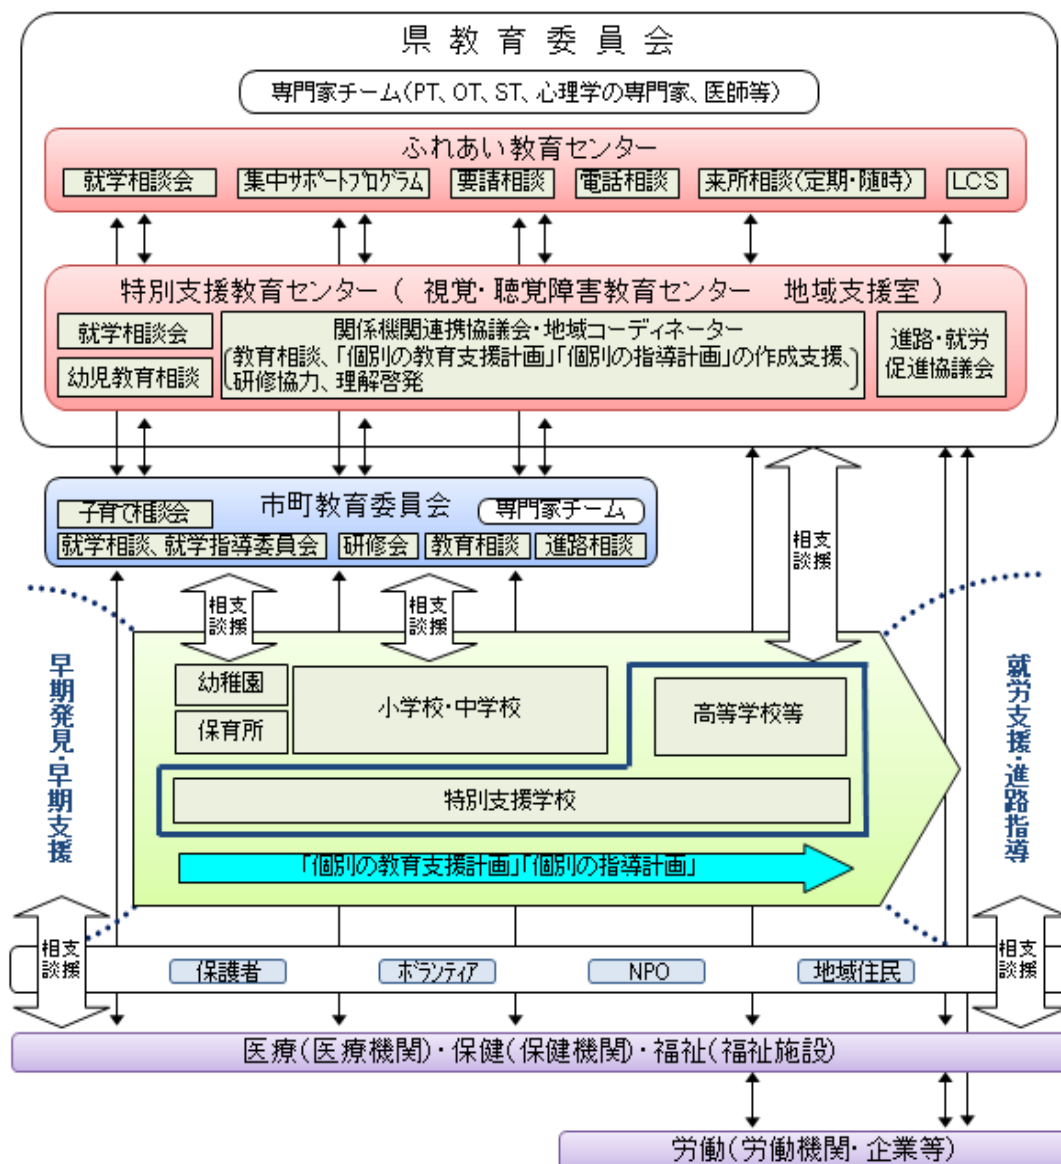 県教育委員会
専門家チーム(PT、OT、ST、心理学の専門家、医師等)
ふれあい教育センター
就学相談会
集中サポートプログラム
要請相談
電話相談
来所相談(定期・随時)
LCS
特別支援教育センター( 視覚・聴覚障害教育センター 地域支援室 )
就学相談会
幼児教育相談
関係機関連携協議会・地域コーディネーター
(教育相談、「個別の教育支援計画」「個別の指導計画」の作成支援、
研修協力、理解啓発)
進路・就労
促進協議会
市町教育委員会
子育て相談会
専門家チーム
就学相談、就学指導委員会
研修会
教育相談
進路相談
相談
支援
相談
支援
相談
支援
早期発見・早期支援
幼稚園
保育所
小学校・中学校
高等学校等
特別支援学校
「個別の教育支援計画」「個別の指導計画」
就労支援・進路指導
相談
支援
相談
支援
保護者
ボランティア
NPO
地域住民
医療(医療機関)・保健(保健機関)・福祉(福祉施設)
労働(労働機関・企業等)